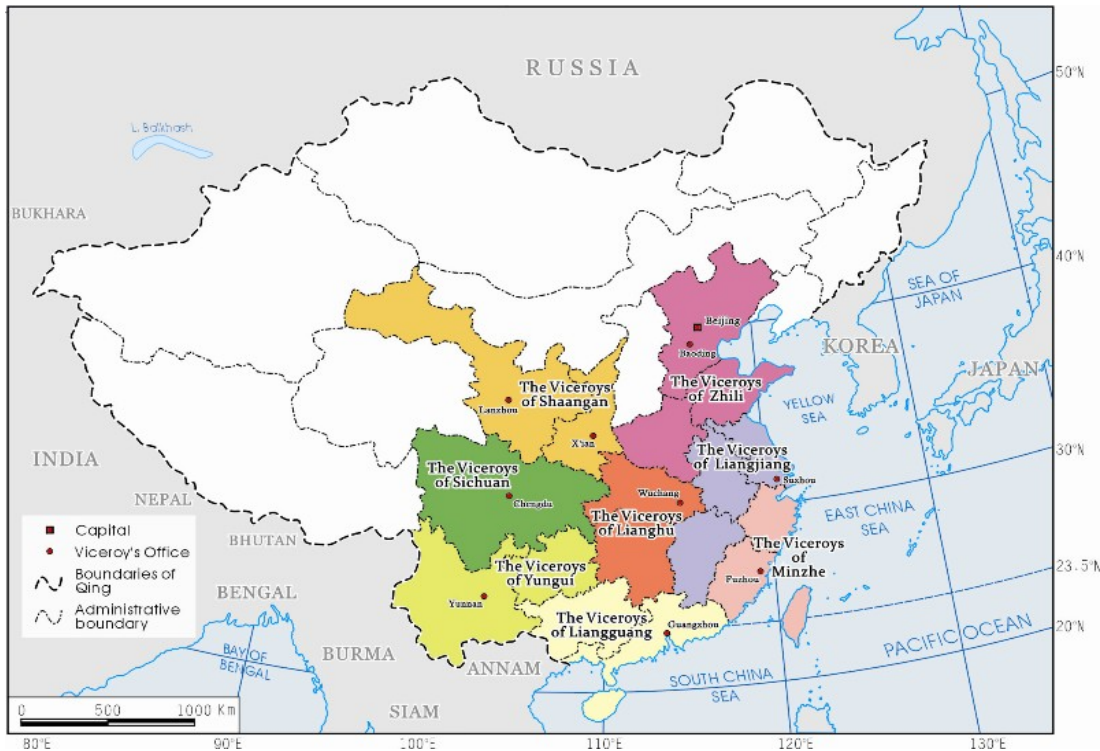 RUSSIA
50°N
L. Balkhash
BUKHARA
40°N
SEA OF
JAPAN
Beijing
Baoding
KOREA
JAPAN
The Viceroys
of Zhili
The Viceroys
of Shaangan
Lanzhou
YELLOW
SEA
Xi'an
30°N
INDIA
The Viceroys
of Liangjiang
The Viceroys
of Sichuan
Suzhou
Chengdu
Wuchang
NEPAL
The Viceroys
of Lianghu
EAST CHINA
SEA
Capital
Viceroy's Office
Boundaries of
Qing
Administrative
boundary
BHUTAN
The Viceroys
of Yungui
The Viceroys
of
Minzhe
Fuzhou
23.5°N
BENGAL
Yunnan
The Viceroys
of Liangguang
Guangzhou
20°N
PACIFIC OCEAN
BAY OF
BENGAL
BURMA
ANNAM
SOUTH CHINA
SEA
SIAM
0 500 1000 Km
80°E 90°E 100°E 110°E 120°E 130°E